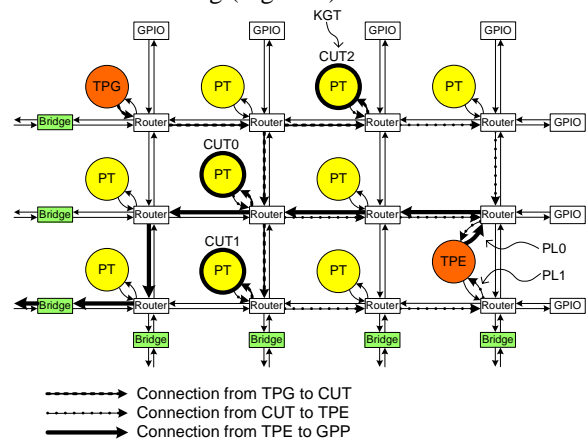 KGT
GPIO GPIO GPIO GPIO
CUT2
TPG PT PT PT
Bridge Router Router Router Router GPIO
CUT0
PT PT PT
Bridge Router Router Router Router GPIO
PL0
CUT1
PT PT PT TPE
PL1
Bridge Router Router Router Router GPIO
Bridge Bridge Bridge Bridge
Connection from TPG to CUT
Connection from CUT to TPE
Connection from TPE to GPP